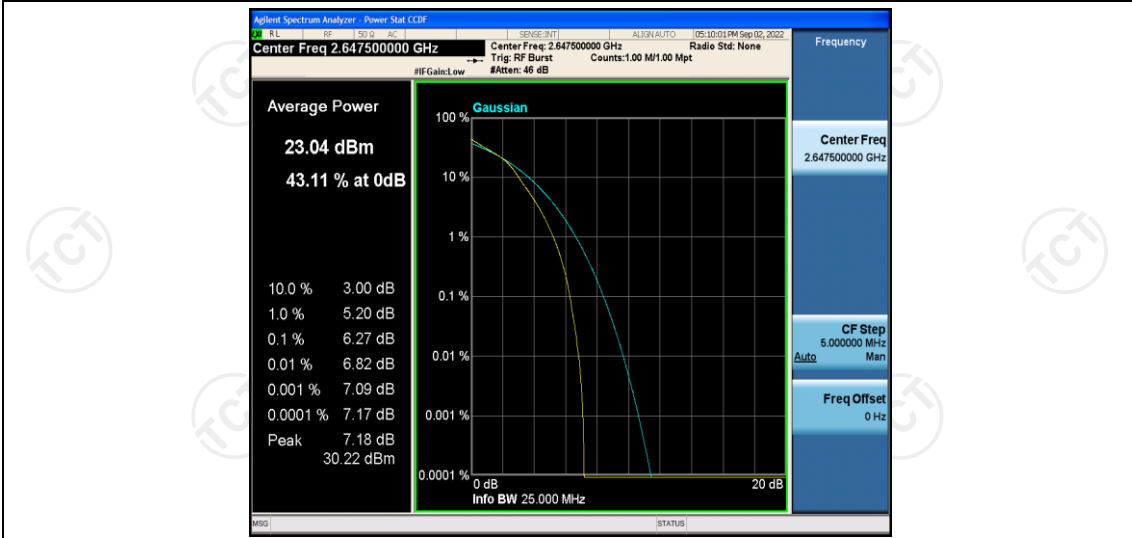 Agilent Spectrum Analyzer - Power Stat CCDF
LXI RL RF 50 Ω AC SENSE:INT ALIGN AUTO 05:10:01 PM Sep 02, 2022
Center Freq 2.647500000 GHz
Center Freq: 2.647500000 GHz Radio Std: None
Trig: RF Burst Counts:1.00 M/1.00 Mpt
#IFGain:Low #Atten: 46 dB
Frequency
Average Power
23.04 dBm
43.11 % at 0dB
10.0 % 3.00 dB
1.0 % 5.20 dB
0.1 % 6.27 dB
0.01 % 6.82 dB
0.001 % 7.09 dB
0.0001 % 7.17 dB
Peak 7.18 dB
30.22 dBm
Gaussian
100 %
10 %
1 %
0.1 %
0.01 %
0.001 %
0.0001 %
0 dB 20 dB
Info BW 25.000 MHz
Center Freq
2.647500000 GHz
CF Step
5.000000 MHz
Auto Man
Freq Offset
0 Hz
MSG STATUS
TCT
TCT
TCT
TCT
TCT
TCT